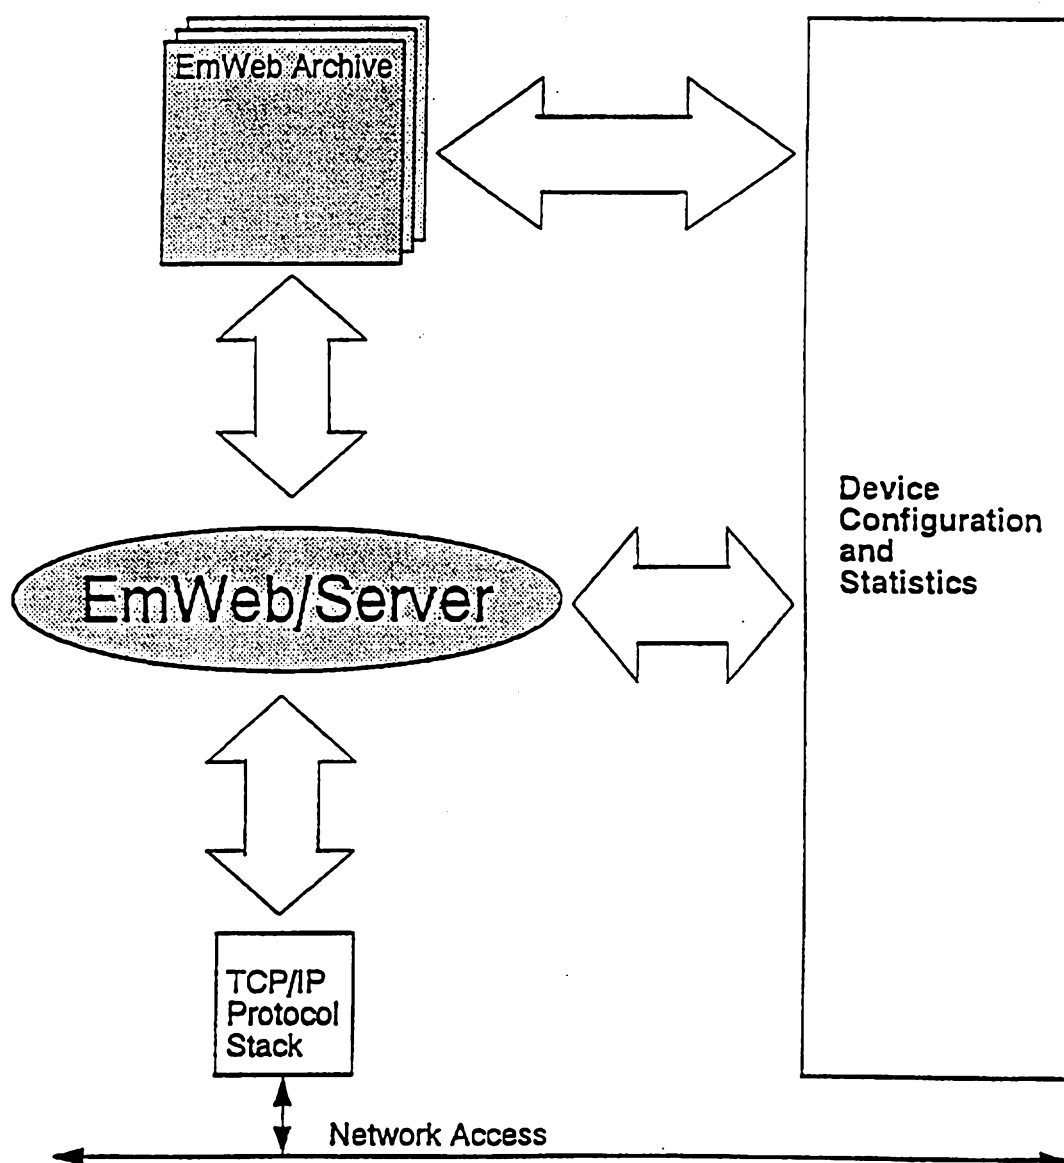 EmWeb Archive
EmWeb/Server
Device
Configuration
and
Statistics
TCP/IP
Protocol
Stack
Network Access